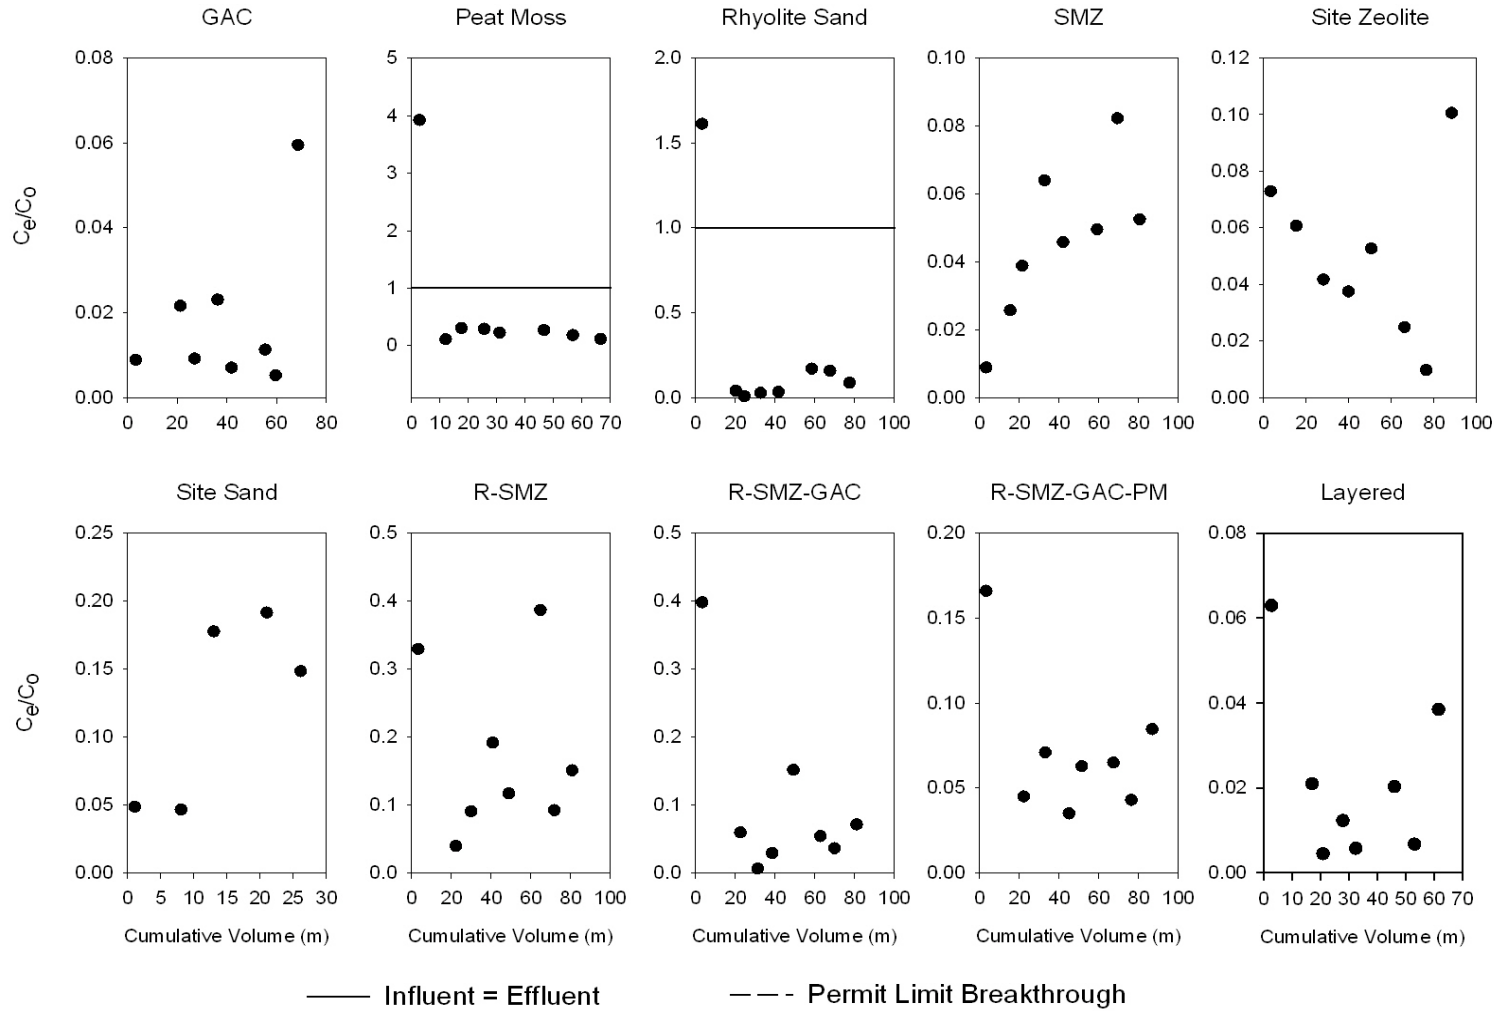 GAC Peat Moss Rhyolite Sand SMZ Site Zeolite
0.08 5 2.0 0.10 0.12
0.10
4 0.08
0.06 1.5
0.08
3 0.06
Ce/Co 0.04 2 1.0 0.06
0.04
1 0.04
0.02 0.5
0.02
0 0.02
0.00 0.0 0.00 0.00
0 20 40 60 80 0 10 20 30 40 50 60 70 0 20 40 60 80 100 0 20 40 60 80 100 0 20 40 60 80 100
Site Sand R-SMZ R-SMZ-GAC R-SMZ-GAC-PM Layered
0.25 0.5 0.5 0.20 0.08
0.20 0.4 0.4
0.15 0.06
0.15 0.3 0.3
Ce/Co 0.10 0.04
0.10 0.2 0.2
0.05 0.02
0.05 0.1 0.1
0.00 0.0 0.0 0.00 0.00
0 5 10 15 20 25 30 0 20 40 60 80 100 0 20 40 60 80 100 0 20 40 60 80 100 0 10 20 30 40 50 60 70
Cumulative Volume (m) Cumulative Volume (m) Cumulative Volume (m) Cumulative Volume (m) Cumulative Volume (m)
Influent = Effluent Permit Limit Breakthrough